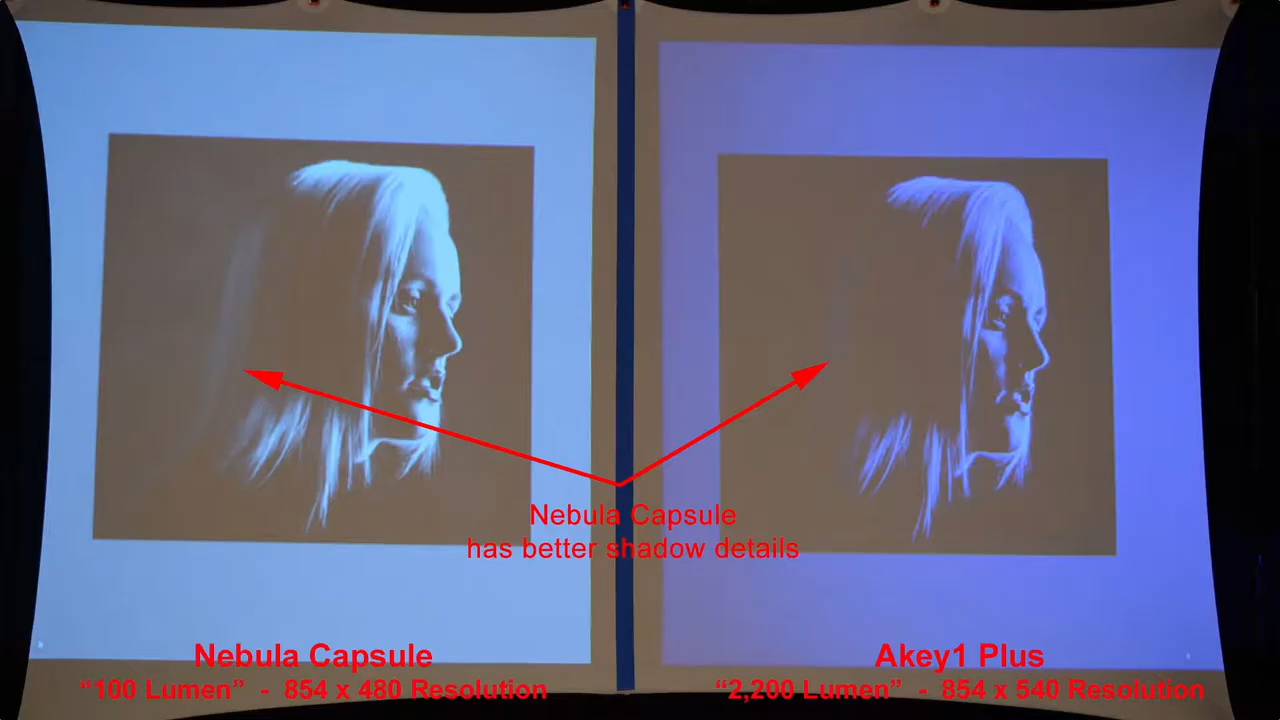 Nebula Capsule
has better shadow details
Nebula Capsule
“100 Lumen” - 854 x 480 Resolution
Akey1 Plus
“2,200 Lumen” - 854 x 540 Resolution